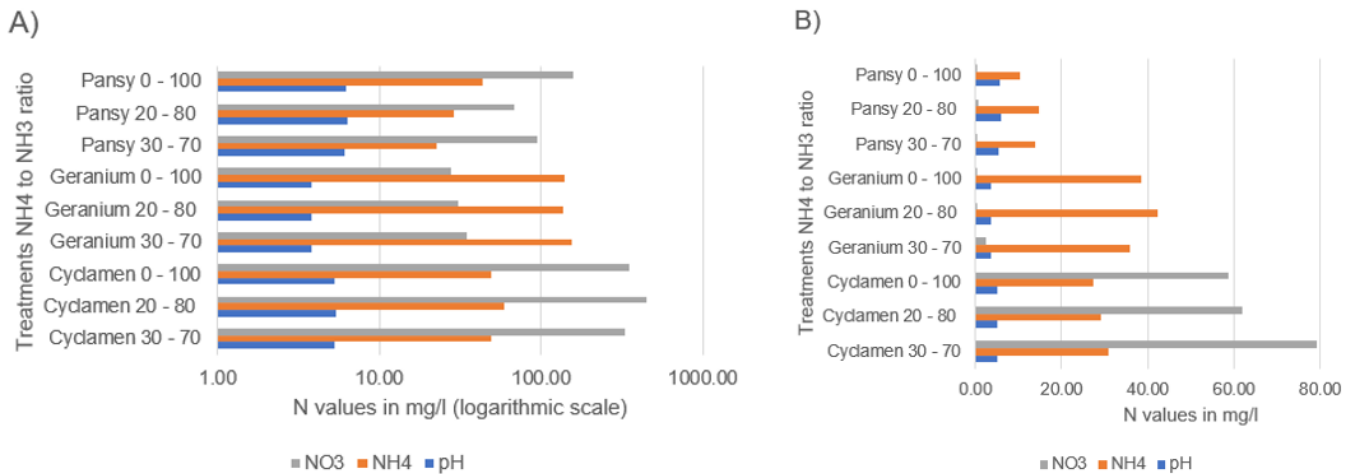 A)
Treatments NH4 to NH3 ratio
Pansy 0 - 100
Pansy 20 - 80
Pansy 30 - 70
Geranium 0 - 100
Geranium 20 - 80
Geranium 30 - 70
Cyclamen 0 - 100
Cyclamen 20 - 80
Cyclamen 30 - 70
1.00 10.00 100.00 1000.00
N values in mg/l (logarithmic scale)
NO3 NH4 pH
B)
Treatments NH4 to NH3 ratio
Pansy 0 - 100
Pansy 20 - 80
Pansy 30 - 70
Geranium 0 - 100
Geranium 20 - 80
Geranium 30 - 70
Cyclamen 0 - 100
Cyclamen 20 - 80
Cyclamen 30 - 70
0.00 20.00 40.00 60.00 80.00
N values in mg/l
NO3 NH4 pH